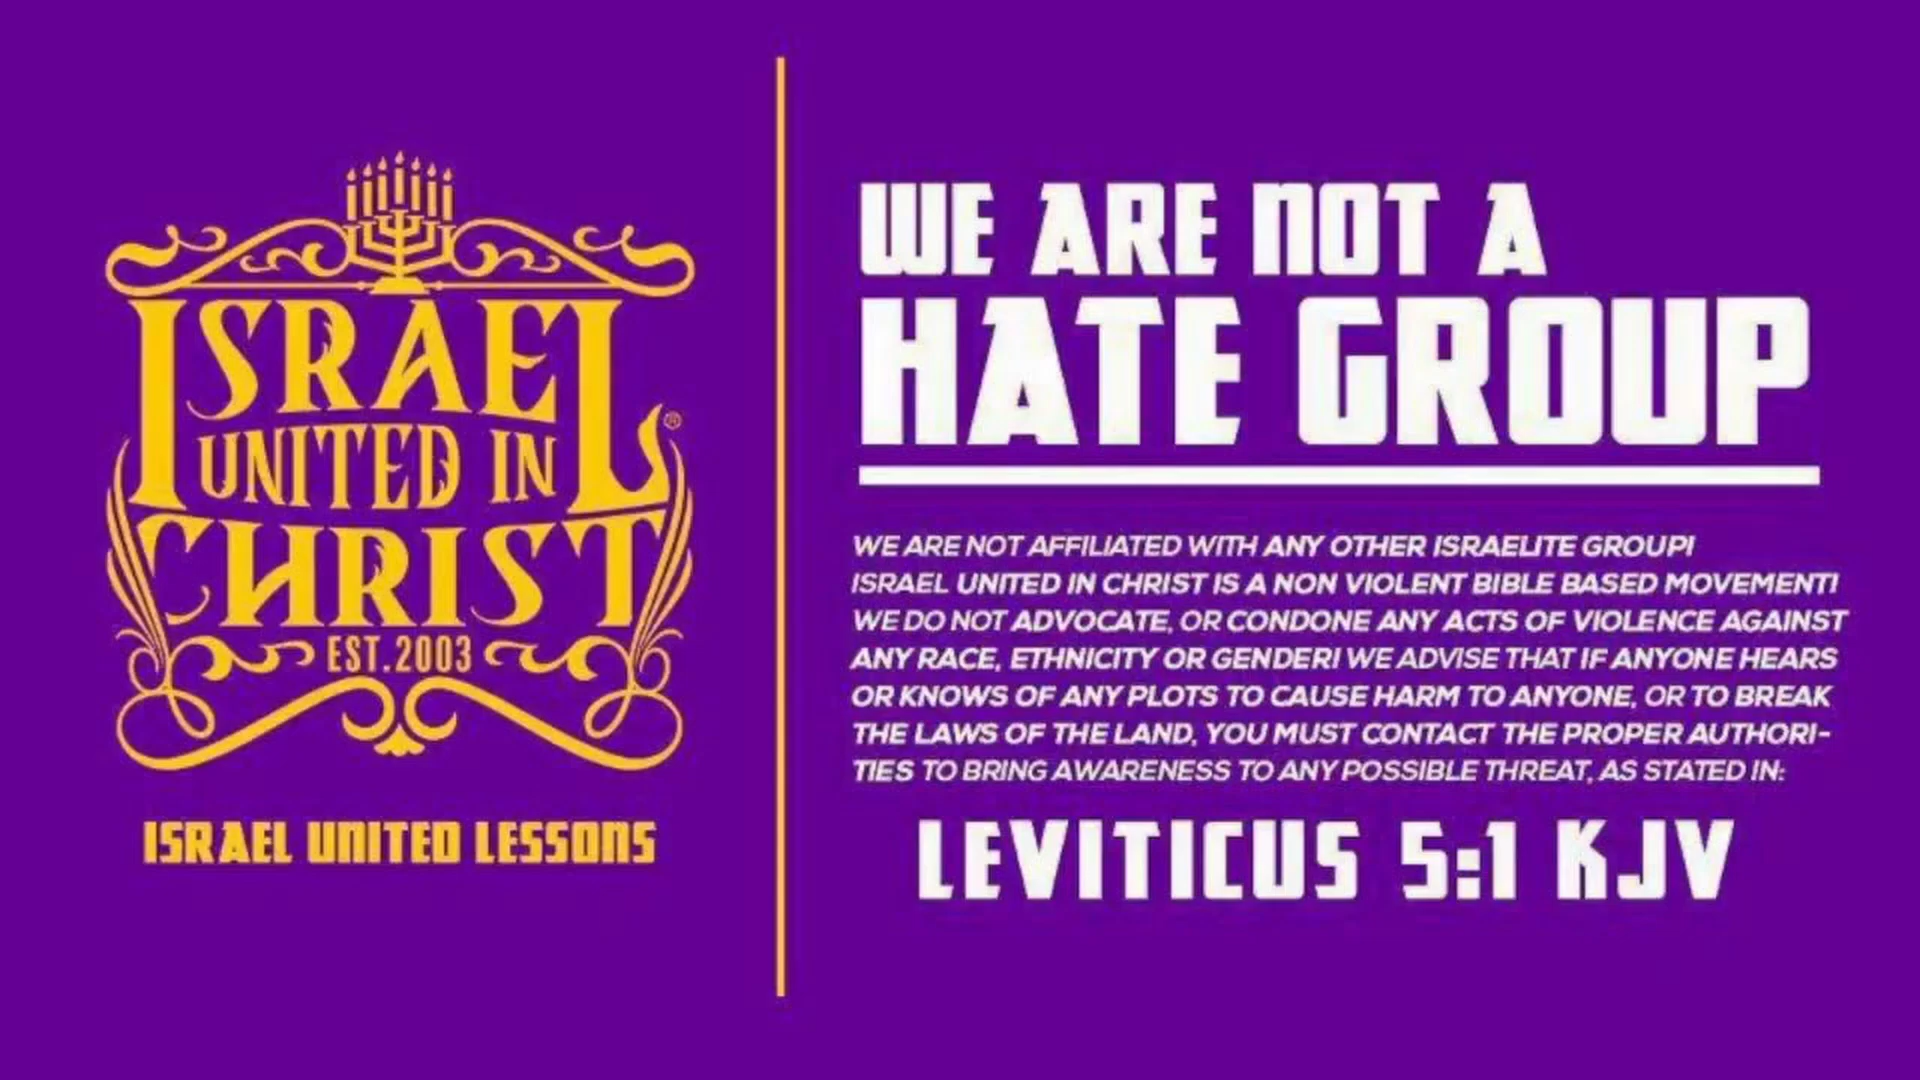 ISRAEL
UNITED IN
CHRIST
®
EST.2003
ISRAEL UNITED LESSONS
WE ARE NOT A
HATE GROUP
WE ARE NOT AFFILIATED WITH ANY OTHER ISRAELITE GROUP!
ISRAEL UNITED IN CHRIST IS A NON VIOLENT BIBLE BASED MOVEMENT!
WE DO NOT ADVOCATE, OR CONDONE ANY ACTS OF VIOLENCE AGAINST
ANY RACE, ETHNICITY OR GENDER! WE ADVISE THAT IF ANYONE HEARS
OR KNOWS OF ANY PLOTS TO CAUSE HARM TO ANYONE, OR TO BREAK
THE LAWS OF THE LAND, YOU MUST CONTACT THE PROPER AUTHORI-
TIES TO BRING AWARENESS TO ANY POSSIBLE THREAT, AS STATED IN:
LEVITICUS 5:1 KJV